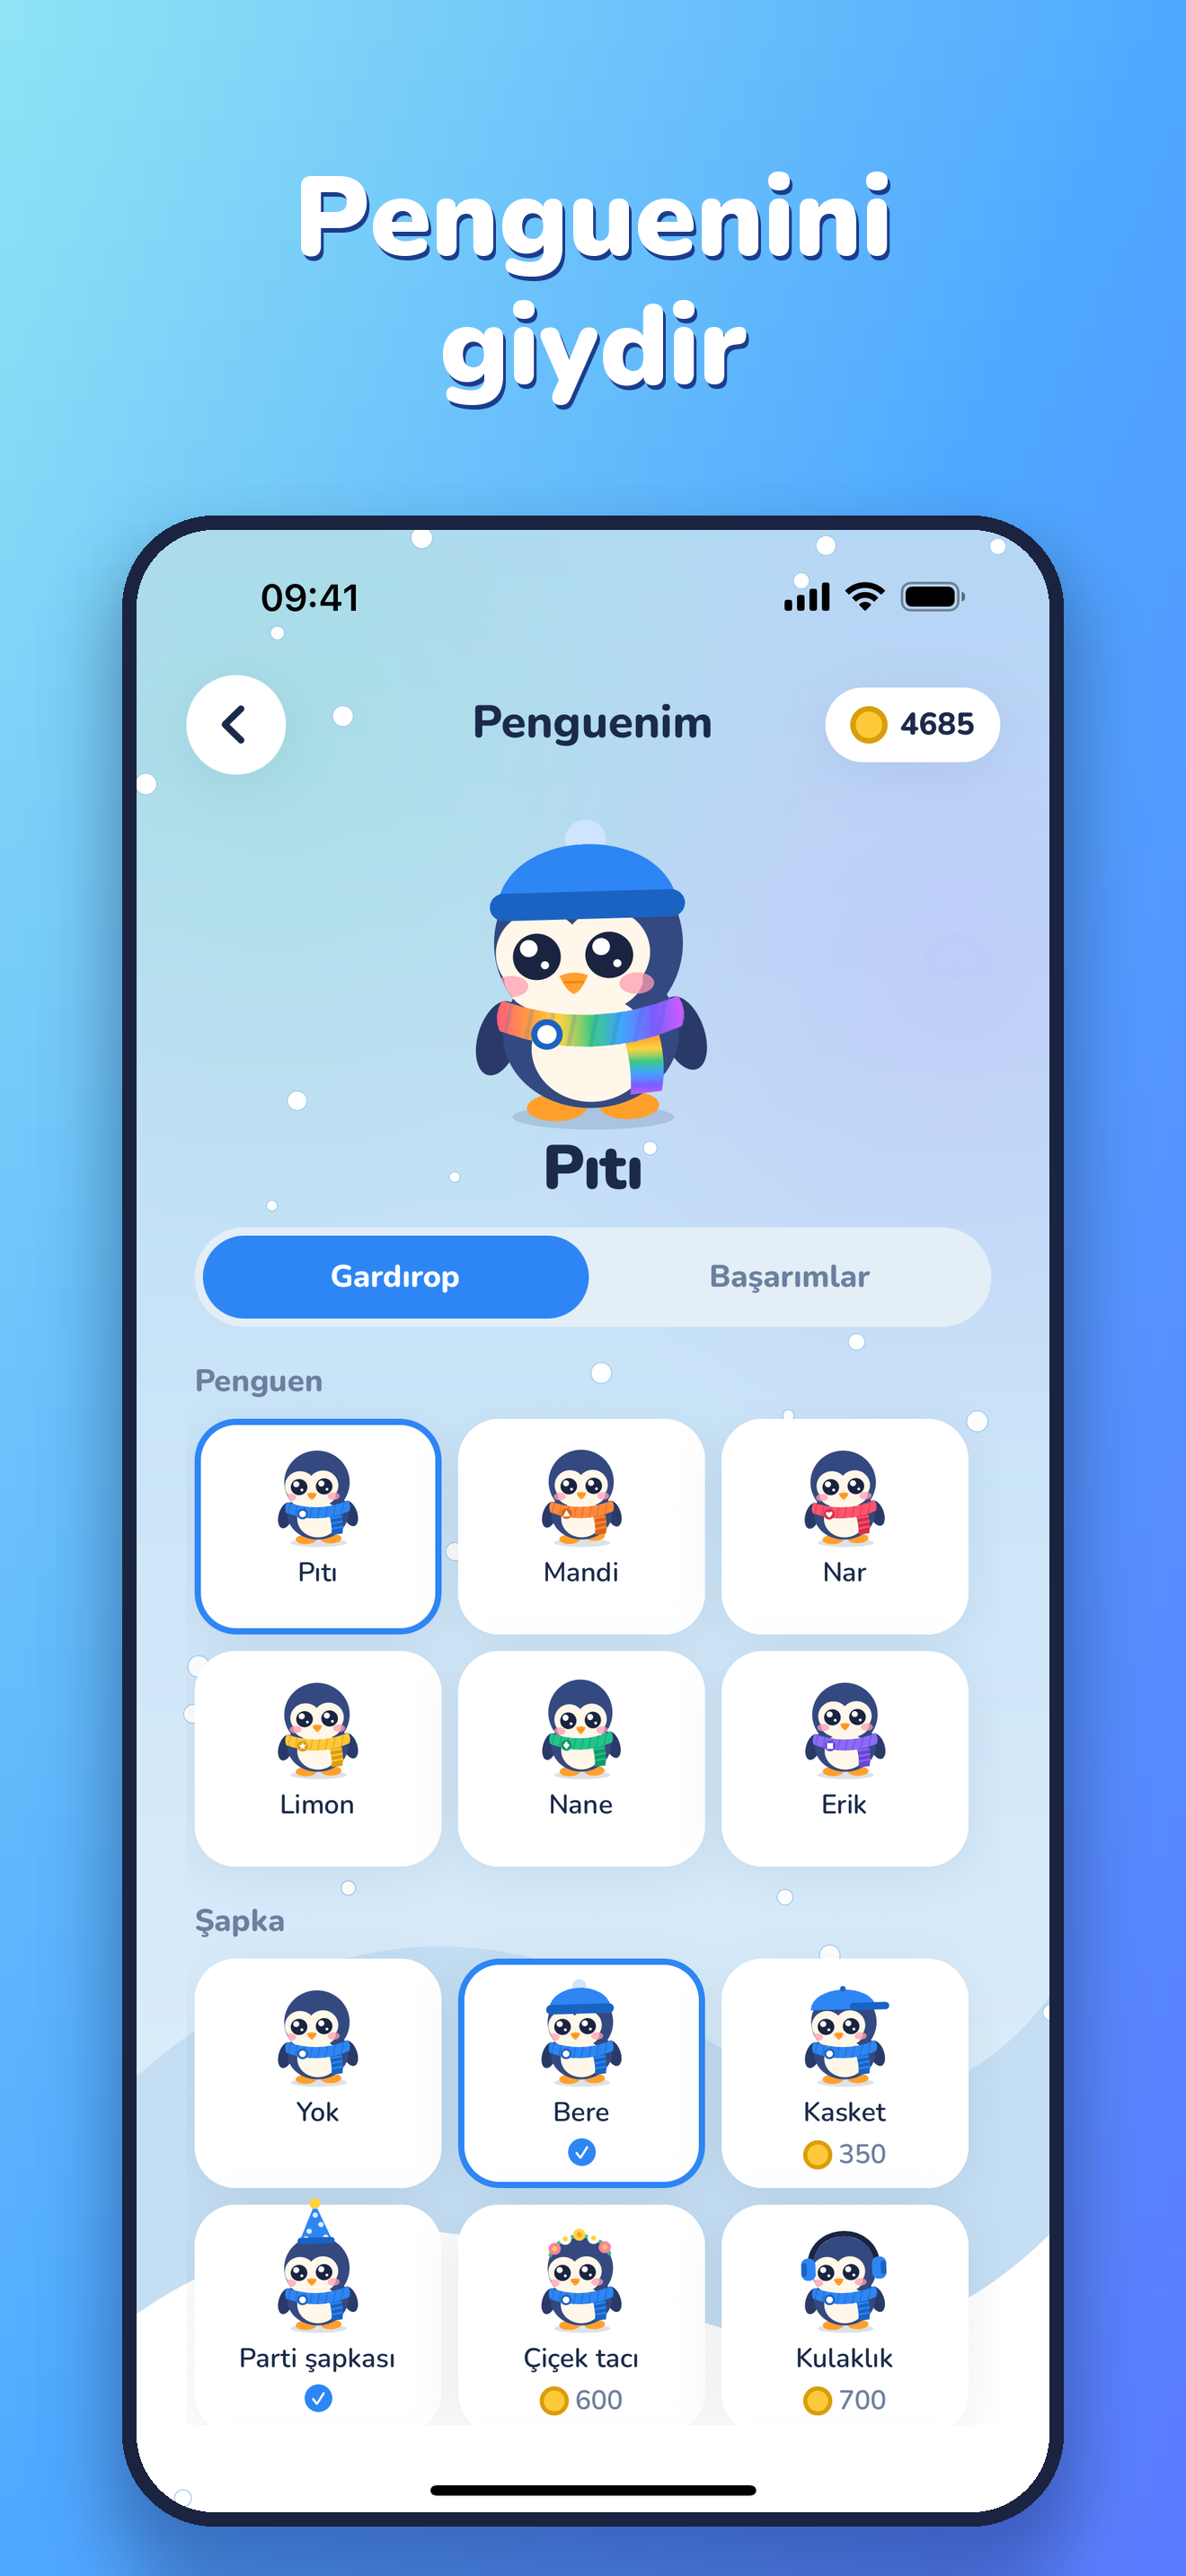 Penguenini
giydir
09:41
Penguenim
4685
Pıtı
Gardırop
Başarımlar
Penguen
Pıtı
Mandi
Nar
Limon
Nane
Erik
Şapka
Yok
Bere
Kasket
350
Parti şapkası
Çiçek tacı
Kulaklık
600
700